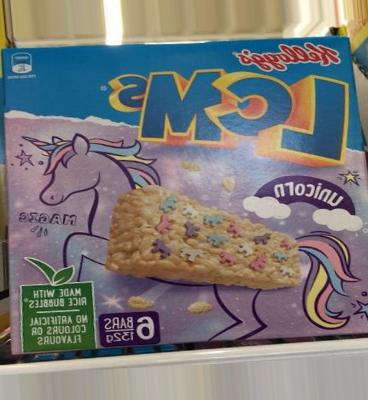 Kellogg's
LCMs
unicorn
MAGIC
MADE WITH
RICE BUBBLES®
NO ARTIFICIAL
COLOURS OR
FLAVOURS
6 BARS
132g